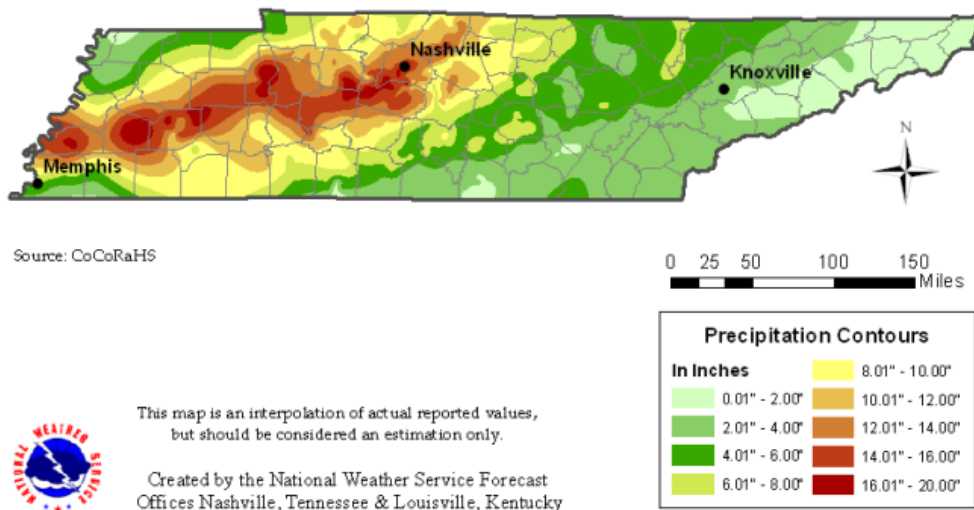 Nashville
Knoxville
Memphis
N
Source: CoCoRaHS
0 25 50 100 150
Miles
Precipitation Contours
In Inches
0.01" - 2.00"
2.01" - 4.00"
4.01" - 6.00"
6.01" - 8.00"
8.01" - 10.00"
10.01" - 12.00"
12.01" - 14.00"
14.01" - 16.00"
16.01" - 20.00"
This map is an interpolation of actual reported values,
but should be considered an estimation only.
Created by the National Weather Service Forecast
Offices Nashville, Tennessee & Louisville, Kentucky
NATIONAL WEATHER SERVICE